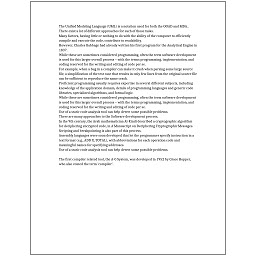 The Unified Modeling Language (UML) is a notation used for both the OOAD and MDA.
There exist a lot of different approaches for each of those tasks.
Many factors, having little or nothing to do with the ability of the computer to efficiently
compile and execute the code, contribute to readability.
However, Charles Babbage had already written his first program for the Analytical Engine in
1837.
While these are sometimes considered programming, often the term software development
is used for this larger overall process – with the terms programming, implementation, and
coding reserved for the writing and editing of code per se.
For example, when a bug in a compiler can make it crash when parsing some large source
file, a simplification of the test case that results in only few lines from the original source file
can be sufficient to reproduce the same crash.
Proficient programming usually requires expertise in several different subjects, including
knowledge of the application domain, details of programming languages and generic code
libraries, specialized algorithms, and formal logic.
While these are sometimes considered programming, often the term software development
is used for this larger overall process – with the terms programming, implementation, and
coding reserved for the writing and editing of code per se.
Use of a static code analysis tool can help detect some possible problems.
There are many approaches to the Software development process.
In the 9th century, the Arab mathematician Al-Kindi described a cryptographic algorithm
for deciphering encrypted code, in A Manuscript on Deciphering Cryptographic Messages.
Scripting and breakpointing is also part of this process.
Assembly languages were soon developed that let the programmer specify instruction in a
text format (e.g., ADD X, TOTAL), with abbreviations for each operation code and
meaningful names for specifying addresses.
Use of a static code analysis tool can help detect some possible problems.
The first compiler related tool, the A-0 System, was developed in 1952 by Grace Hopper,
who also coined the term 'compiler'.